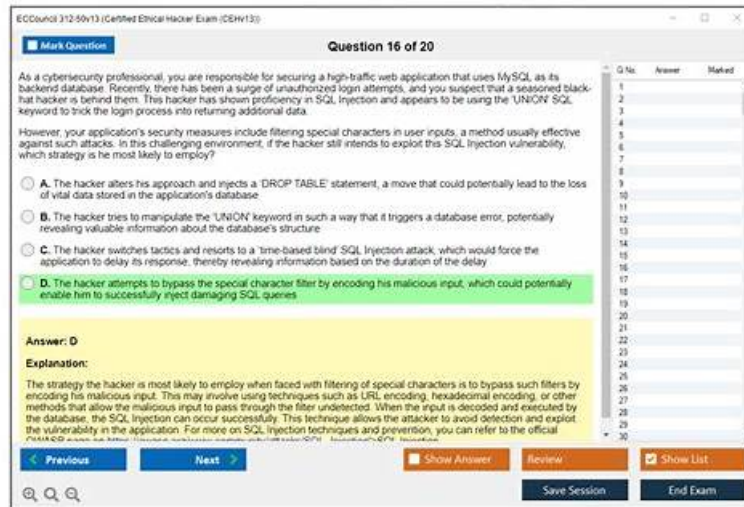 ECCouncil 312-50v13 (Certified Ethical Hacker Exam (CEHv13))
Mark Question
Question 16 of 20
As a cybersecurity professional, you are responsible for securing a high-traffic web application that uses MySQL as its
backend database. Recently, there has been a surge of unauthorized login attempts, and you suspect that a seasoned black-
hat hacker is behind them. This hacker has shown proficiency in SQL Injection and appears to be using the 'UNION' SQL
keyword to trick the login process into returning additional data.
However, your application's security measures include filtering special characters in user inputs, a method usually effective
against such attacks. In this challenging environment, if the hacker still intends to exploit this SQL Injection vulnerability,
which strategy is he most likely to employ?
A. The hacker alters his approach and injects a 'DROP TABLE' statement, a move that could potentially lead to the loss
of vital data stored in the application's database
B. The hacker tries to manipulate the 'UNION' keyword in such a way that it triggers a database error, potentially
revealing valuable information about the database's structure
C. The hacker switches tactics and resorts to a 'time-based blind' SQL Injection attack, which would force the
application to delay its response, thereby revealing information based on the duration of the delay
D. The hacker attempts to bypass the special character filter by encoding his malicious input, which could potentially
enable him to successfully inject damaging SQL queries
Answer: D
Explanation:
The strategy the hacker is most likely to employ when faced with filtering of special characters is to bypass such filters by
encoding his malicious input. This may involve using techniques such as URL encoding, hexadecimal encoding, or other
methods that allow the malicious input to pass through the filter undetected. When the input is decoded and executed by
the database, the SQL Injection can occur successfully. This technique allows the attacker to avoid detection and exploit
the vulnerability in the application. For more on SQL Injection techniques and prevention, you can refer to the official
Q No. Answer Marked
1
2
3
4
5
6
7
8
9
10
11
12
13
14
15
16
17
18
19
20
21
22
23
24
25
26
27
28
29
30
Previous
Next
Show Answer
Review
Show List
Save Session
End Exam